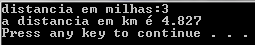 distancia em milhas:3
a distancia em km é 4.827
Press any key to continue . . .